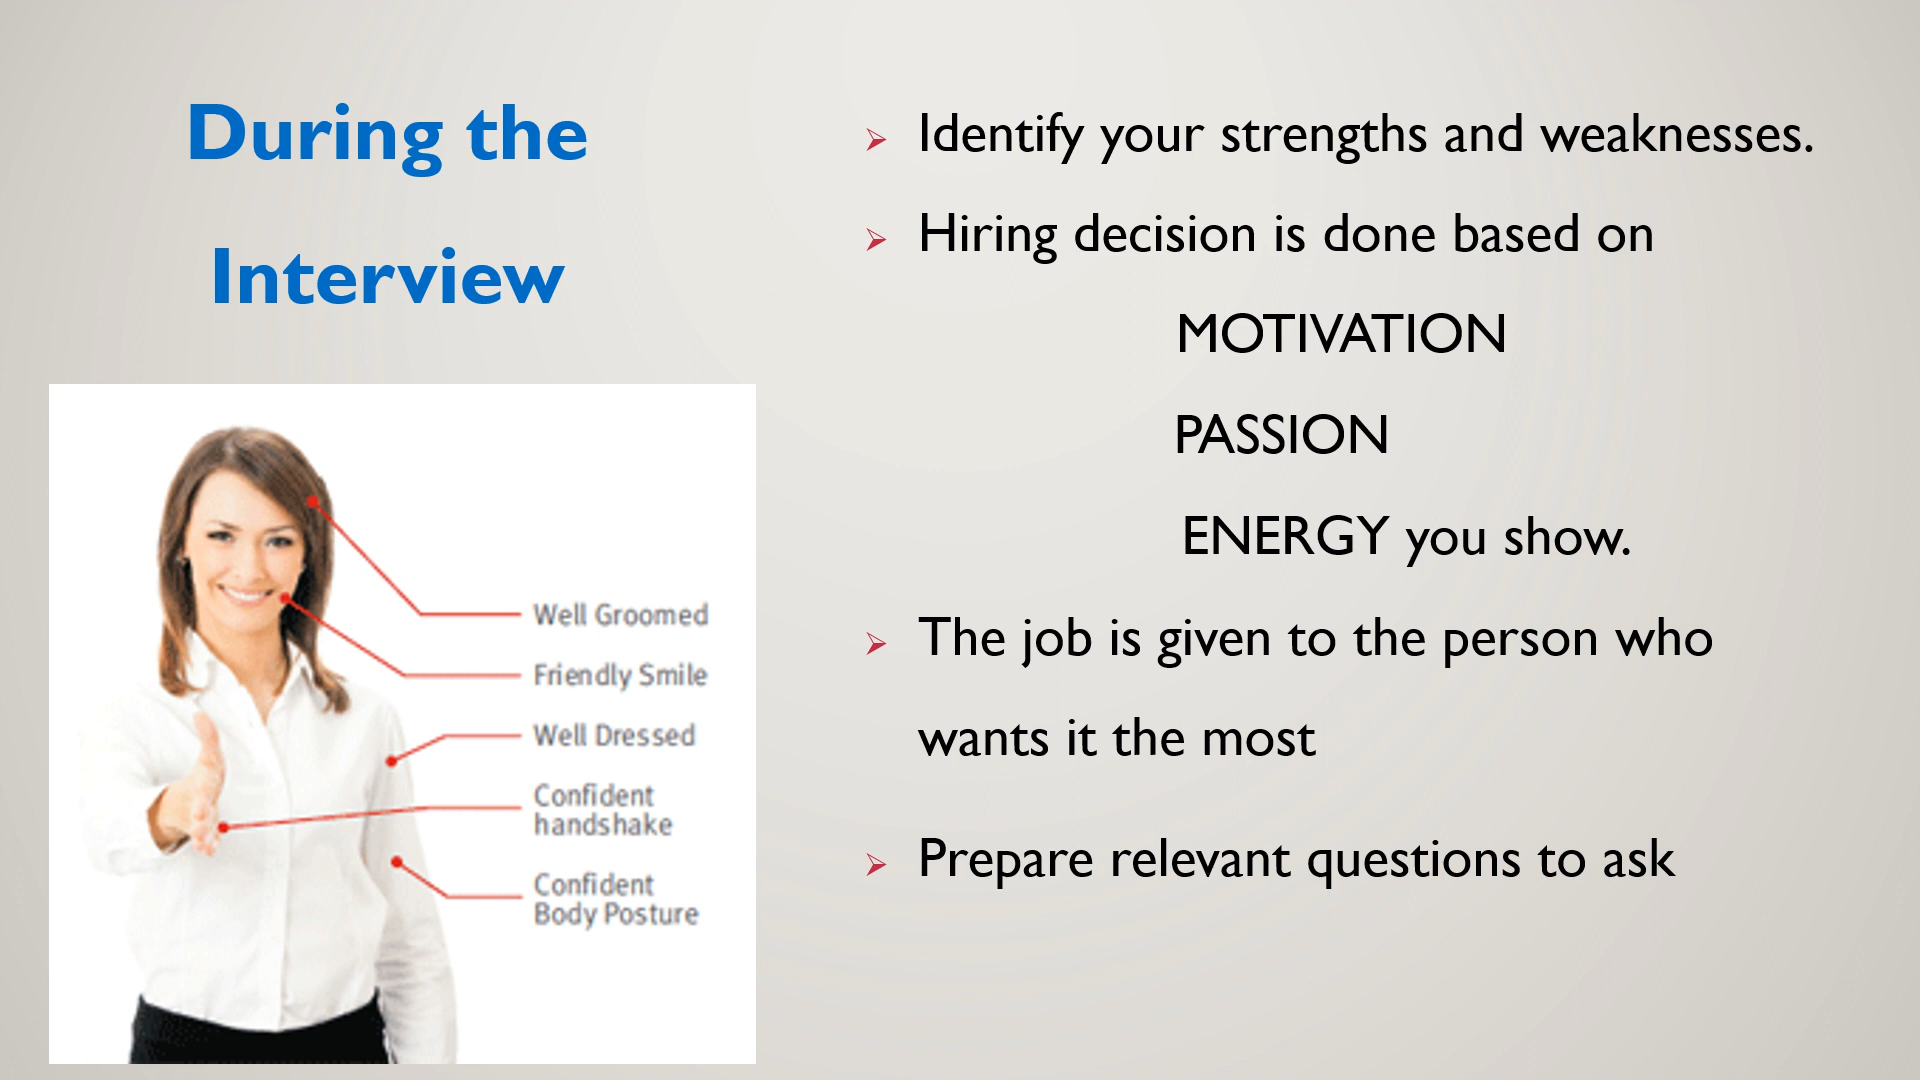 During the
Interview
Well Groomed
Friendly Smile
Well Dressed
Confident
handshake
Confident
Body Posture
Identify your strengths and weaknesses.
Hiring decision is done based on
MOTIVATION
PASSION
ENERGY you show.
The job is given to the person who
wants it the most
Prepare relevant questions to ask